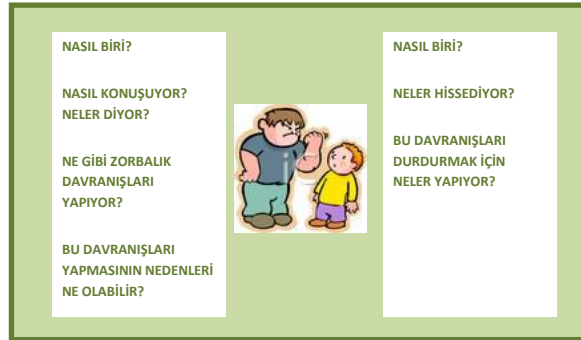 NASIL BİRİ?
NASIL KONUŞUYOR?
NELER DİYOR?
NE GİBİ ZORBALIK
DAVRANIŞLARI
YAPIYOR?
BU DAVRANIŞLARI
YAPMASININ NEDENLERİ
NE OLABİLİR?
NASIL BİRİ?
NELER HİSSEDİYOR?
BU DAVRANIŞLARI
DURDURMAK İÇİN
NELER YAPIYOR?